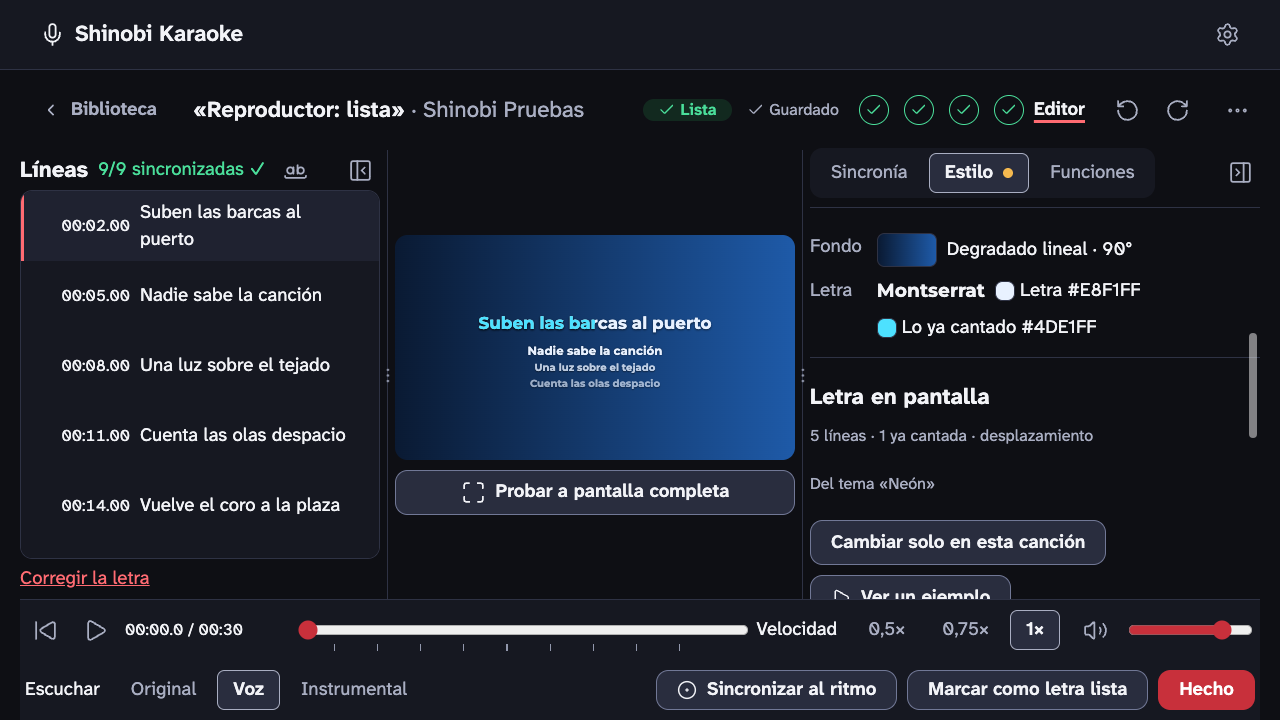 Shinobi Karaoke
Biblioteca
«Reproductor: lista» · Shinobi Pruebas
Lista
Guardado
Editor
Líneas 9/9 sincronizadas
ab
00:02.00 Suben las barcas al puerto
00:05.00 Nadie sabe la canción
00:08.00 Una luz sobre el tejado
00:11.00 Cuenta las olas despacio
00:14.00 Vuelve el coro a la plaza
Corregir la letra
Suben las barcas al puerto
Nadie sabe la canción
Una luz sobre el tejado
Cuenta las olas despacio
Probar a pantalla completa
Sincronía Estilo Funciones
Fondo Degradado lineal · 90°
Letra Montserrat Letra #E8F1FF
Lo ya cantado #4DE1FF
Letra en pantalla
5 líneas · 1 ya cantada · desplazamiento
Del tema «Neón»
Cambiar solo en esta canción
Ver un ejemplo
00:00.0 / 00:30
Velocidad 0,5× 0,75× 1×
Escuchar Original Voz Instrumental
Sincronizar al ritmo
Marcar como letra lista
Hecho